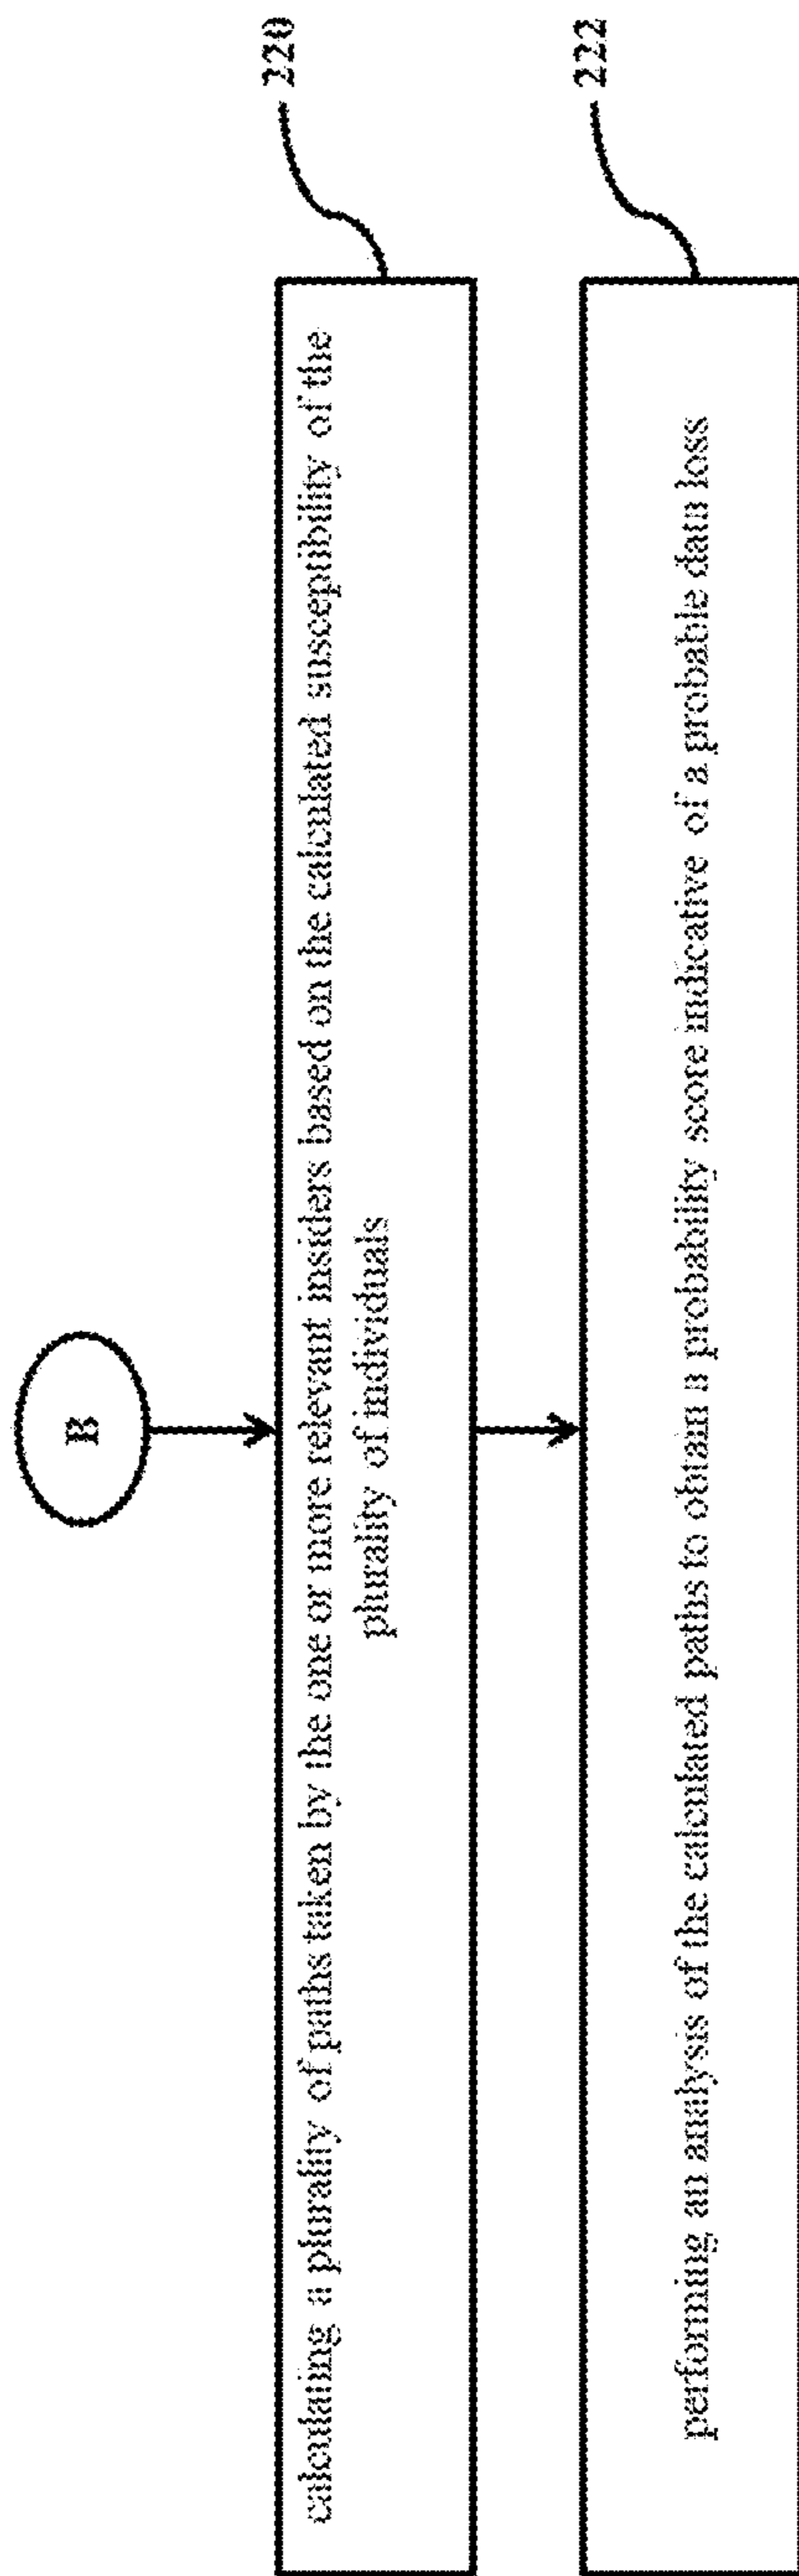 B
220
calculating a plurality of paths taken by the one or more relevant insiders based on the calculated susceptibility of the
plurality of individuals
222
performing an analysis of the calculated paths to obtain a probability score indicative of a probable data loss